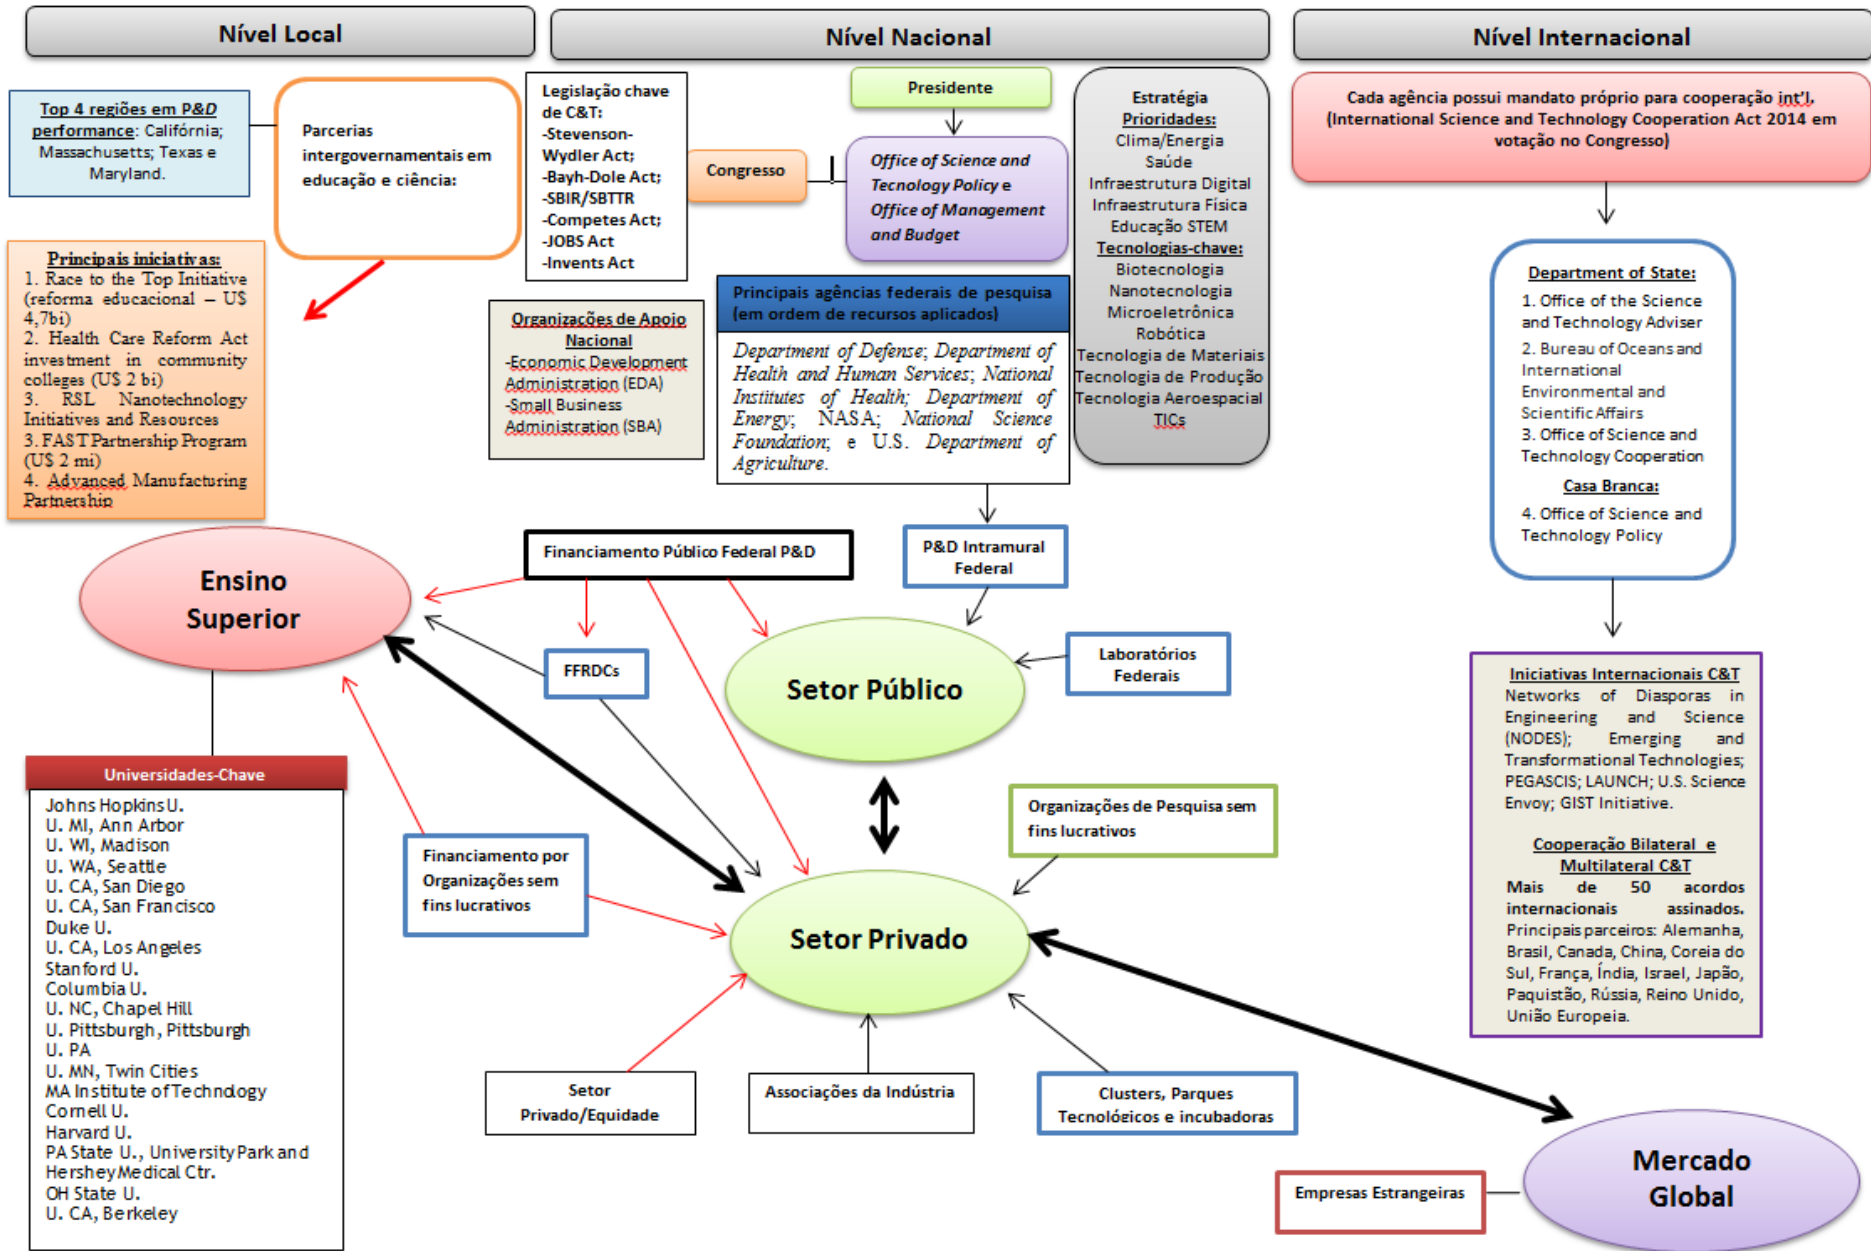 Nível Local
Nível Nacional
Nível Internacional
Top 4 regiões em P&D
performance: Califórnia;
Massachusetts; Texas e
Maryland.
Parcerias
intergovernamentais em
educação e ciência:
Principais iniciativas:
1. Race to the Top Initiative
(reforma educacional – U$
4,7bi)
2. Health Care Reform Act
investment in community
colleges (U$ 2 bi)
3. RSL Nanotechnology
Initiatives and Resources
3. FAST Partnership Program
(U$ 2 mi)
4. Advanced Manufacturing
Partnership
Legislação chave
de C&T:
-Stevenson-
Wydler Act;
-Bayh-Dole Act;
-SBIR/SBTTR
-Competes Act;
-JOBS Act
-Invents Act
Congresso
Presidente
Office of Science and
Tecnology Policy e
Office of Management
and Budget
Organizações de Apoio
Nacional
-Economic Development
Administration (EDA)
-Small Business
Administration (SBA)
Principais agências federais de pesquisa
(em ordem de recursos aplicados)
Department of Defense; Department of
Health and Human Services; National
Institutes of Health; Department of
Energy; NASA; National Science
Foundation; e U.S. Department of
Agriculture.
Estratégia
Prioridades:
Clima/Energia
Saúde
Infraestrutura Digital
Infraestrutura Física
Educação STEM
Tecnologias-chave:
Biotecnologia
Nanotecnologia
Microeletrônica
Robótica
Tecnologia de Materiais
Tecnologia de Produção
Tecnologia Aeroespacial
TICs
Cada agência possui mandato próprio para cooperação int'l.
(International Science and Technology Cooperation Act 2014 em
votação no Congresso)
Department of State:
1. Office of the Science
and Technology Adviser
2. Bureau of Oceans and
International
Environmental and
Scientific Affairs
3. Office of Science and
Technology Cooperation
Casa Branca:
4. Office of Science and
Technology Policy
Iniciativas Internacionais C&T
Networks of Diasporas in
Engineering and Science
(NODES); Emerging and
Transformational Technologies;
PEGASCIS; LAUNCH; U.S. Science
Envoy; GIST Initiative.
Cooperação Bilateral e
Multilateral C&T
Mais de 50 acordos
internacionais assinados.
Principais parceiros: Alemanha,
Brasil, Canada, China, Coreia do
Sul, França, Índia, Israel, Japão,
Paquistão, Rússia, Reino Unido,
União Europeia.
Financiamento Público Federal P&D
P&D Intramural
Federal
Ensino
Superior
FFRDCs
Setor Público
Laboratórios
Federais
Universidades-Chave
Johns Hopkins U.
U. MI, Ann Arbor
U. WI, Madison
U. WA, Seattle
U. CA, San Diego
U. CA, San Francisco
Duke U.
U. CA, Los Angeles
Stanford U.
Columbia U.
U. NC, Chapel Hill
U. Pittsburgh, Pittsburgh
U. PA
U. MN, Twin Cities
MA Institute of Technology
Cornell U.
Harvard U.
PA State U., University Park and
Hershey Medical Ctr.
OH State U.
U. CA, Berkeley
Financiamento por
Organizações sem
fins lucrativos
Organizações de Pesquisa sem
fins lucrativos
Setor Privado
Setor
Privado/Equidade
Associações da Indústria
Clusters, Parques
Tecnológicos e incubadoras
Empresas Estrangeiras
Mercado
Global